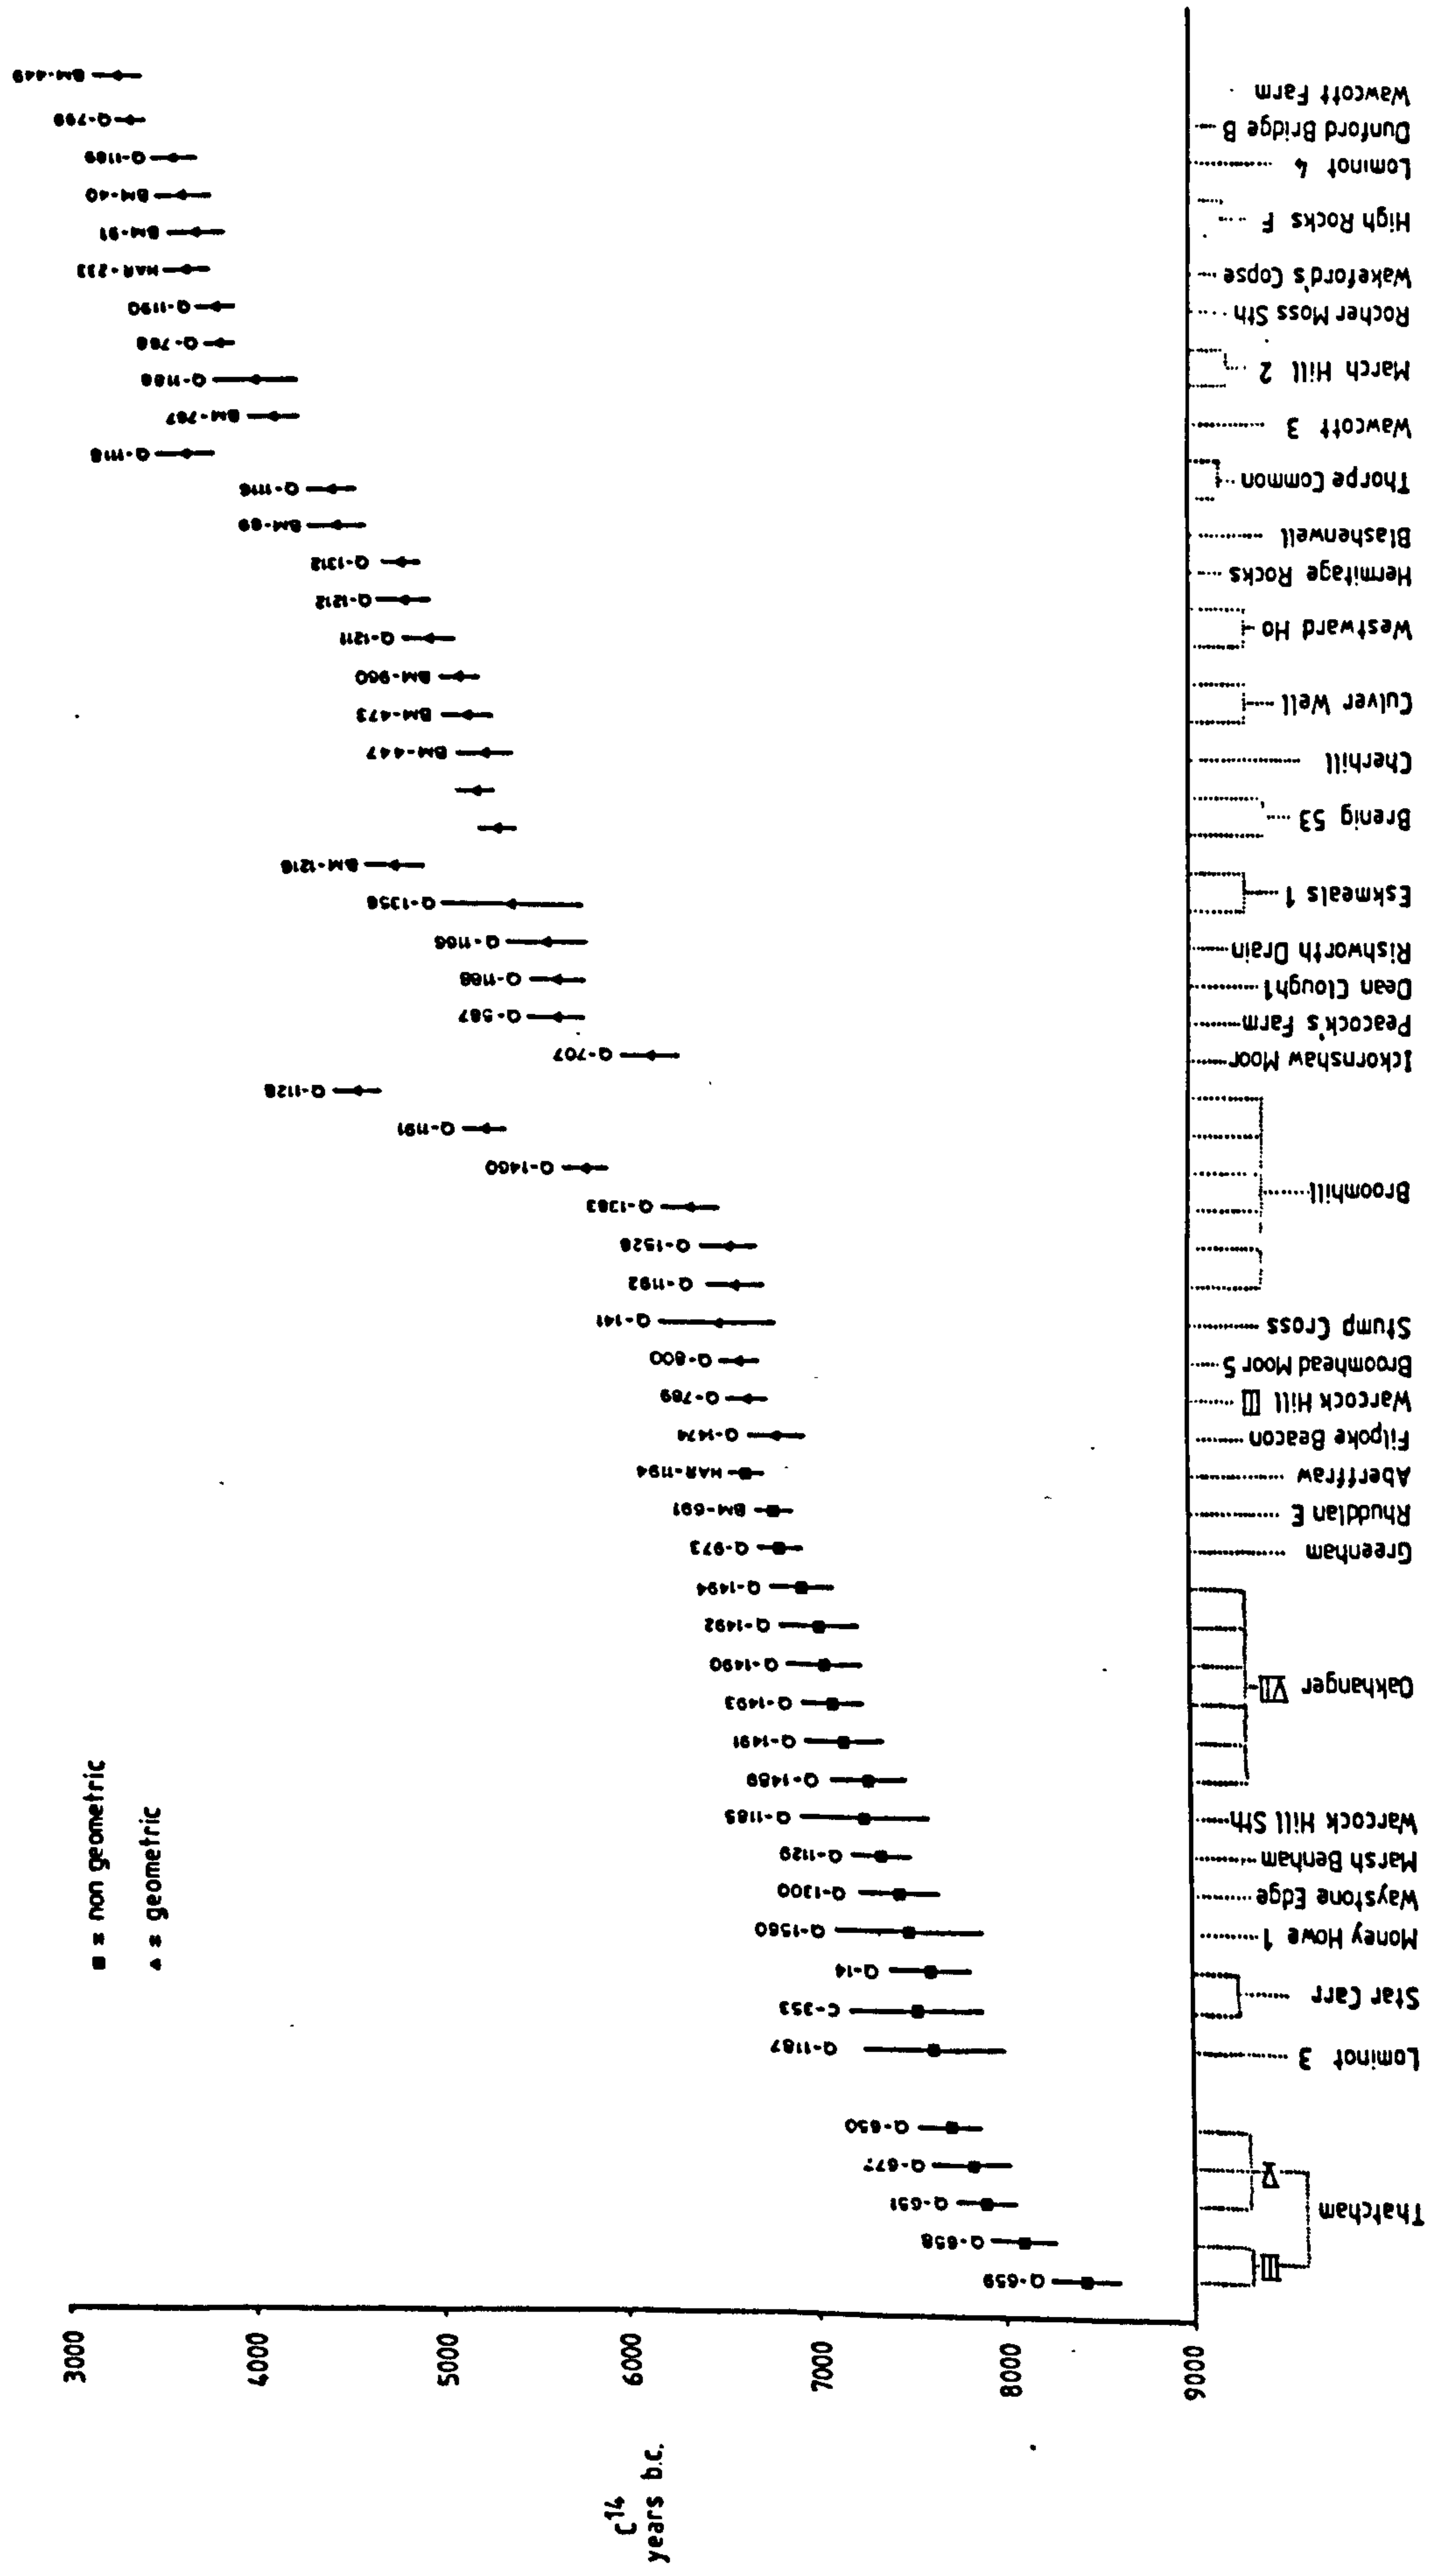 ■ = non geometric
▲ = geometric
C14
years b.c.
3000
4000
5000
6000
7000
8000
9000
Q-659
Q-658
Q-651
Q-677
Q-650
Q-1187
C-353
Q-14
Q-1560
Q-1300
Q-1129
Q-1185
Q-1489
Q-1491
Q-1493
Q-1490
Q-1492
Q-1494
Q-973
BM-691
HAR-1194
Q-1474
Q-789
Q-800
Q-141
Q-1192
Q-1528
Q-1383
Q-1460
Q-1191
Q-1128
Q-707
Q-587
Q-1188
Q-1166
Q-1356
BM-1216
BM-447
BM-473
BM-960
Q-1211
Q-1212
Q-1312
BM-89
Q-1116
Q-1118
BM-767
Q-1188
Q-788
Q-1190
HAR-233
BM-91
BM-40
Q-1189
Q-799
BM-449
Thatcham
III
V
Lominot 3
Star Carr
Money Howe 1
Waystone Edge
Marsh Benham
Warcock Hill Sth
Oakhanger VII
Greenham
Rhuddlan E
Aberffraw
Filpoke Beacon
Warcock Hill III
Broomhead Moor 5
Stump Cross
Broomhill
Ickornshaw Moor
Peacock's Farm
Dean Clough1
Rishworth Drain
Eskmeals 1
Brenig 53
Cherhill
Culver Well
Westward Ho
Hermitage Rocks
Blashenwell
Thorpe Common
Wawcott 3
March Hill 2
Rocher Moss Sth
Wakeford's Copse
High Rocks F
Lominot 4
Dunford Bridge B
Wawcott Farm